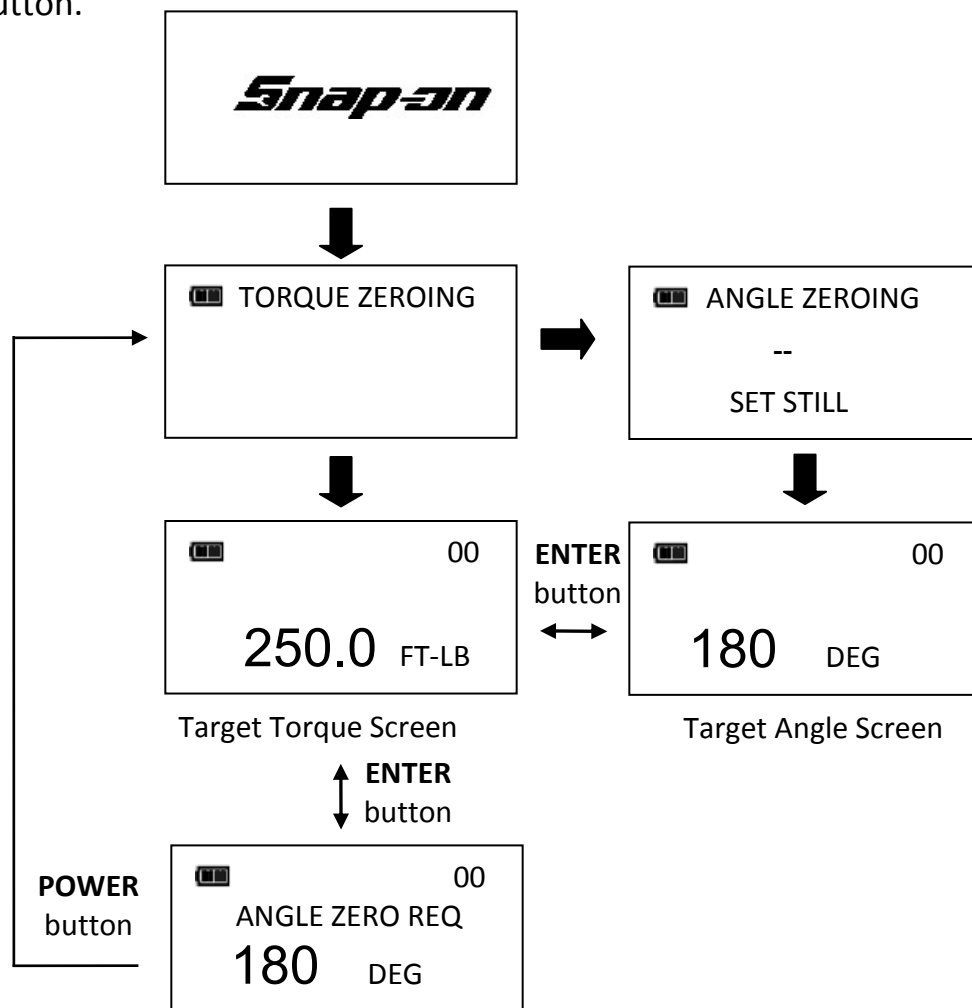 utton.
Snap-on
TORQUE ZEROING
ANGLE ZEROING
--
SET STILL
00
250.0 FT-LB
ENTER
button
00
180 DEG
Target Torque Screen
Target Angle Screen
ENTER
button
POWER
button
00
ANGLE ZERO REQ
180 DEG